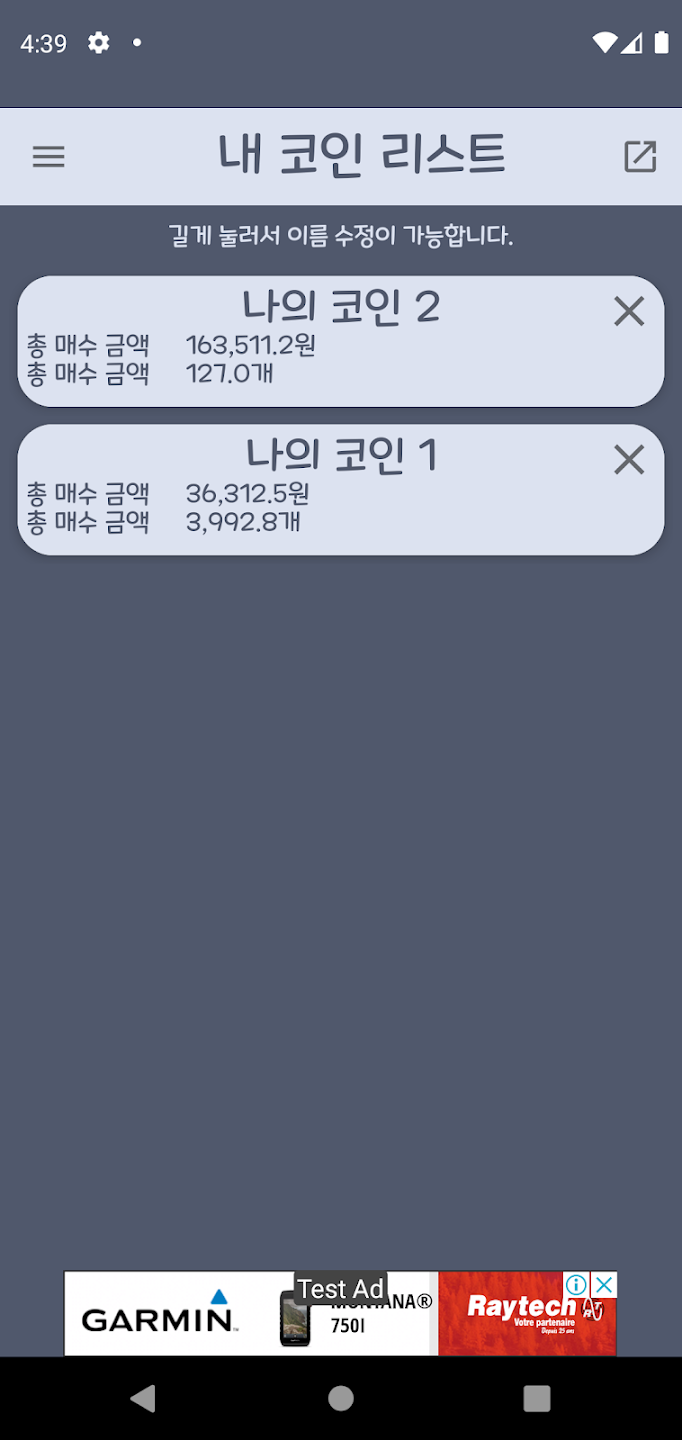 4:39
내 코인 리스트
길게 눌러서 이름 수정이 가능합니다.
나의 코인 2
총 매수 금액 163,511.2원
총 매수 금액 127.0개
나의 코인 1
총 매수 금액 36,312.5원
총 매수 금액 3,992.8개
Test Ad
GARMIN
MONTANA®
750I
Raytech
Votre partenaire
Depuis 25 ans